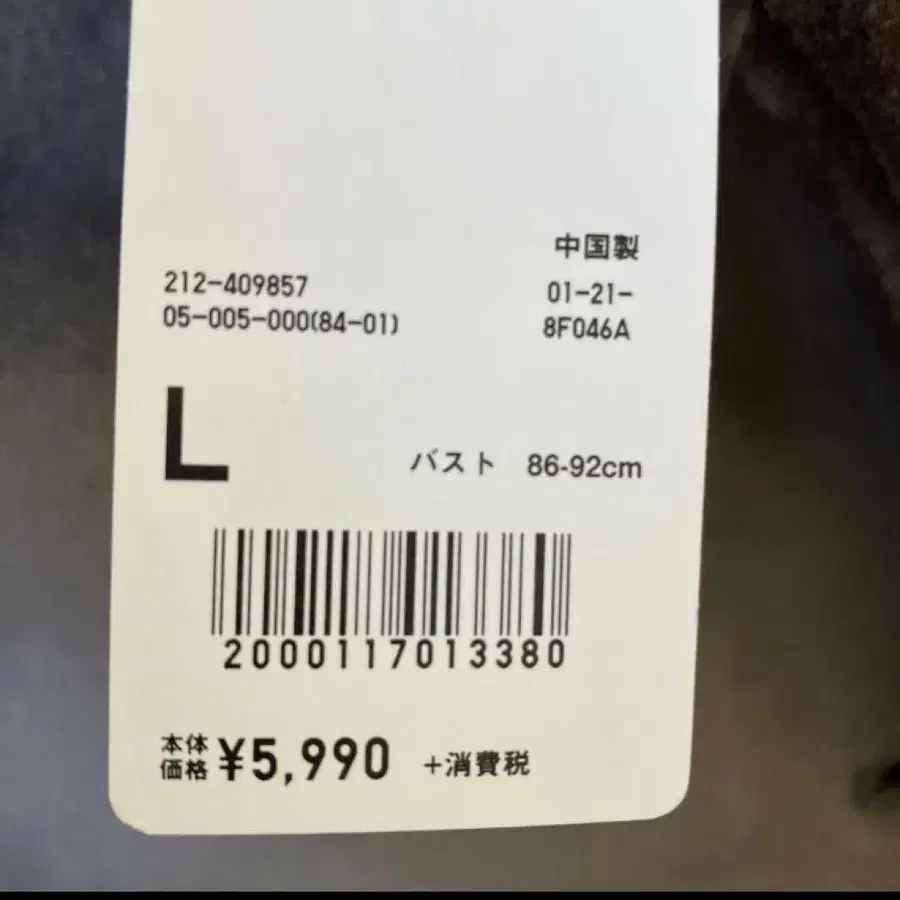 中国製
212-409857 01-21-
05-005-000(84-01) 8F046A
L バスト 86-92cm
2000117013380
本体価格 ¥5,990 +消費税